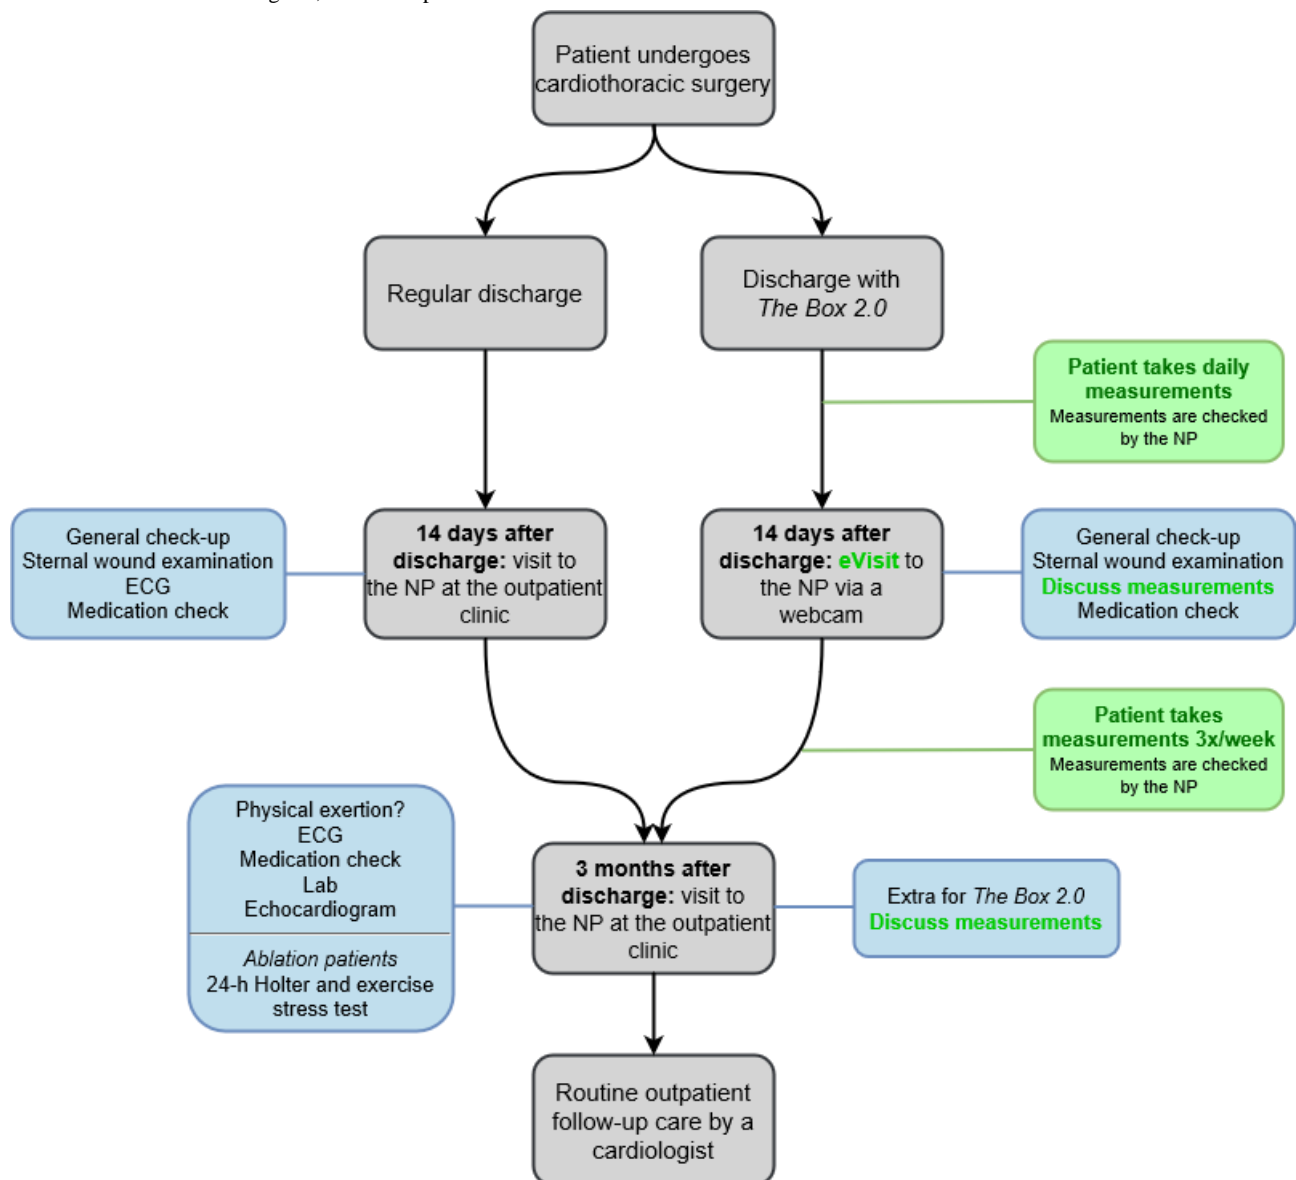 Patient undergoes
cardiothoracic surgery
Regular discharge
Discharge with
The Box 2.0
Patient takes daily
measurements
Measurements are checked
by the NP
General check-up
Sternal wound examination
ECG
Medication check
14 days after
discharge: visit to
the NP at the outpatient
clinic
14 days after
discharge: eVisit to
the NP via a
webcam
General check-up
Sternal wound examination
Discuss measurements
Medication check
Patient takes
measurements 3x/week
Measurements are checked
by the NP
Physical exertion?
ECG
Medication check
Lab
Echocardiogram
Ablation patients
24-h Holter and exercise
stress test
3 months after
discharge: visit to
the NP at the outpatient
clinic
Extra for The Box 2.0
Discuss measurements
Routine outpatient
follow-up care by a
cardiologist